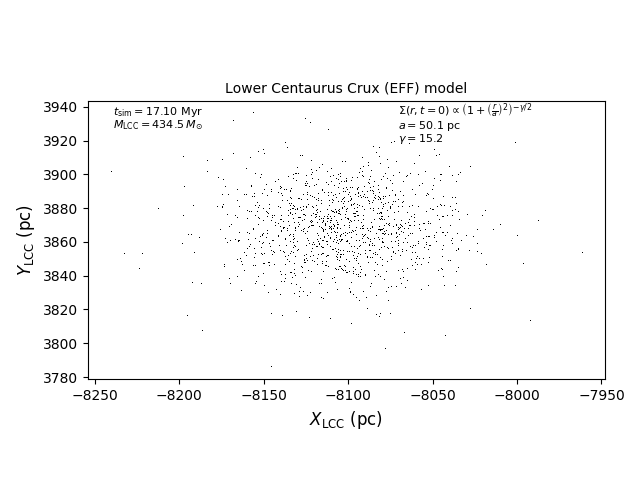 Lower Centaurus Crux (EFF) model
t_sim = 17.10 Myr
M_LCC = 434.5 M_⊙
Σ(r, t = 0) ∝ (1 + (r/a)^2)^{−γ/2}
a = 50.1 pc
γ = 15.2
Y_LCC (pc)
3940
3920
3900
3880
3860
3840
3820
3800
3780
−8250 −8200 −8150 −8100 −8050 −8000 −7950
X_LCC (pc)